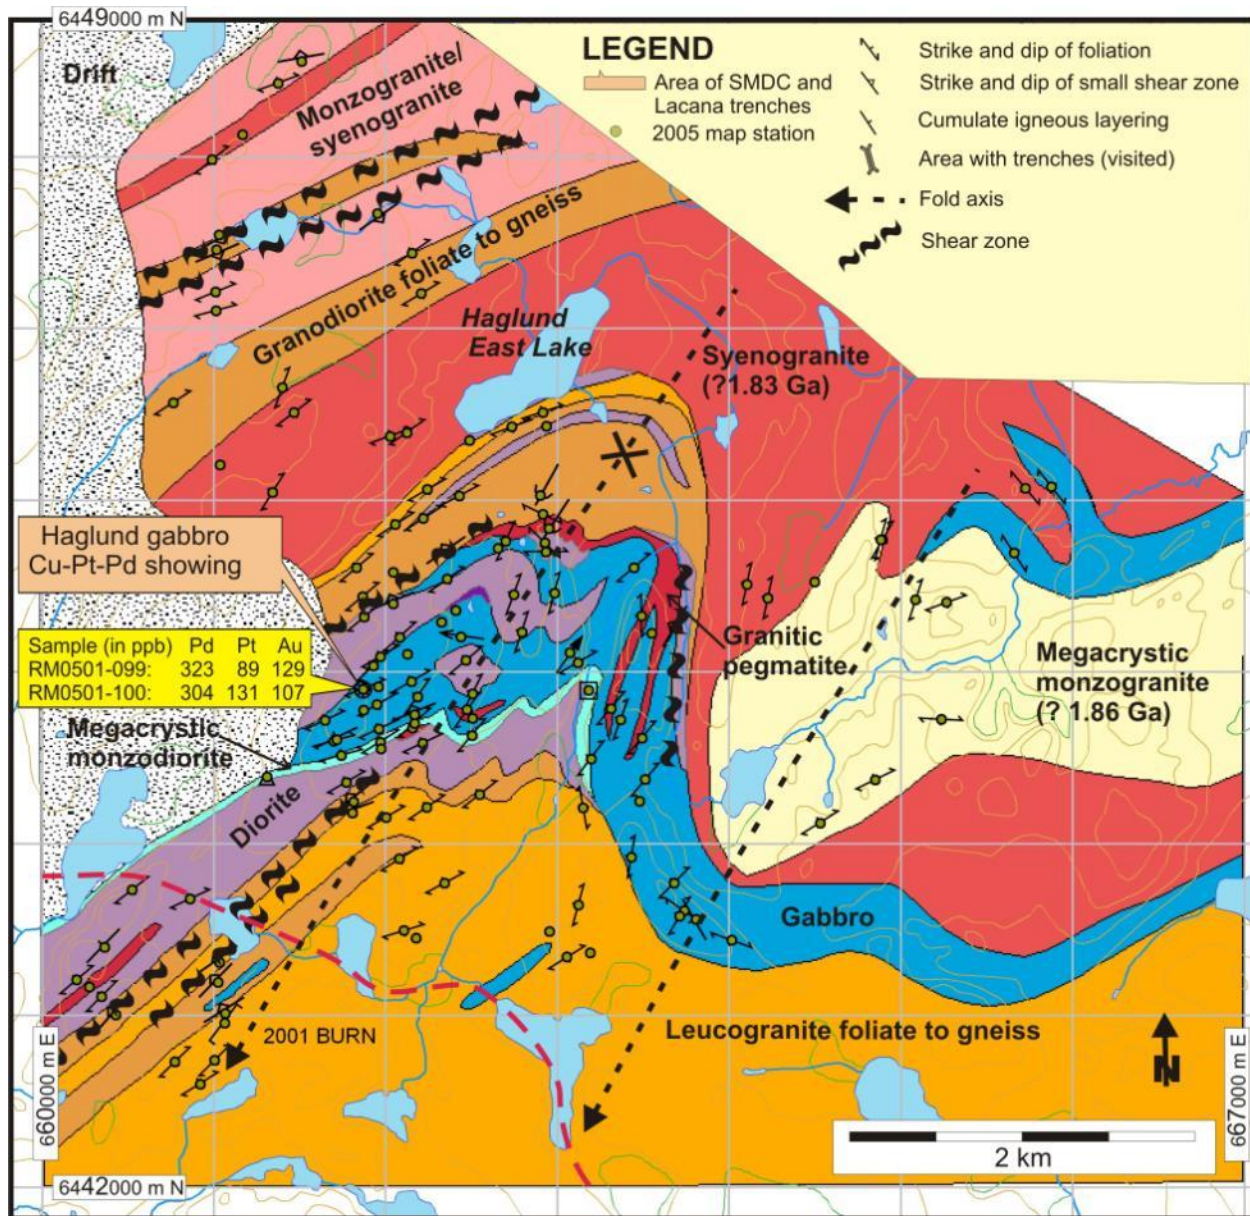 6449000 m N
LEGEND
Area of SMDC and
Lacana trenches
2005 map station
Strike and dip of foliation
Strike and dip of small shear zone
Cumulate igneous layering
Area with trenches (visited)
Fold axis
Shear zone
Drift
Monzogranite/
syenogranite
Granodiorite foliate to gneiss
Haglund
East Lake
Syenogranite
(?1.83 Ga)
Haglund gabbro
Cu-Pt-Pd showing
Sample (in ppb) Pd Pt Au
RM0501-099: 323 89 129
RM0501-100: 304 131 107
Granitic
pegmatite
Megacrystic
monzogranite
(? 1.86 Ga)
Megacrystic
monzodiorite
Diorite
Gabbro
2001 BURN
Leucogranite foliate to gneiss
N
660000 m E
667000 m E
2 km
6442000 m N